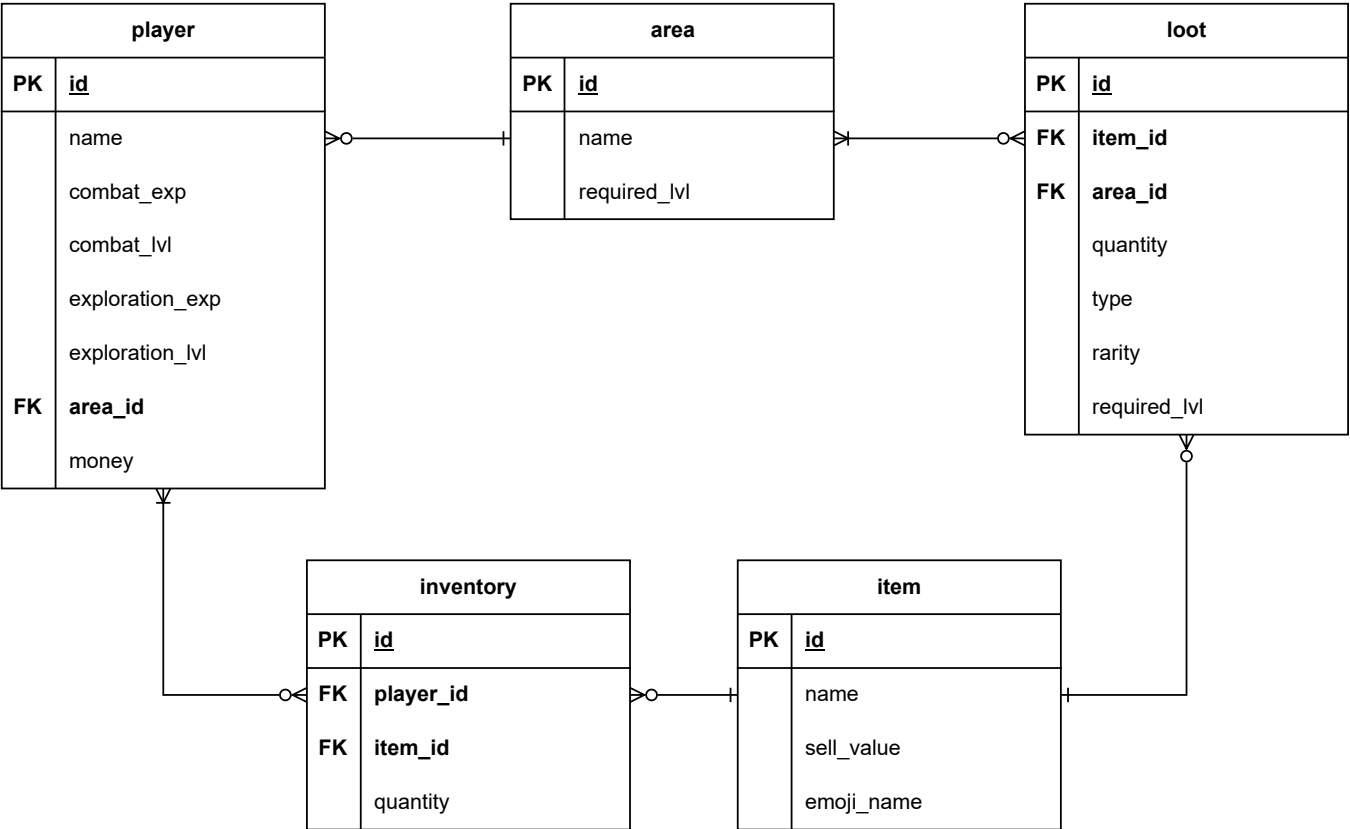 player
PK id
name
combat_exp
combat_lvl
exploration_exp
exploration_lvl
FK area_id
money
area
PK id
name
required_lvl
loot
PK id
FK item_id
FK area_id
quantity
type
rarity
required_lvl
inventory
PK id
FK player_id
FK item_id
quantity
item
PK id
name
sell_value
emoji_name